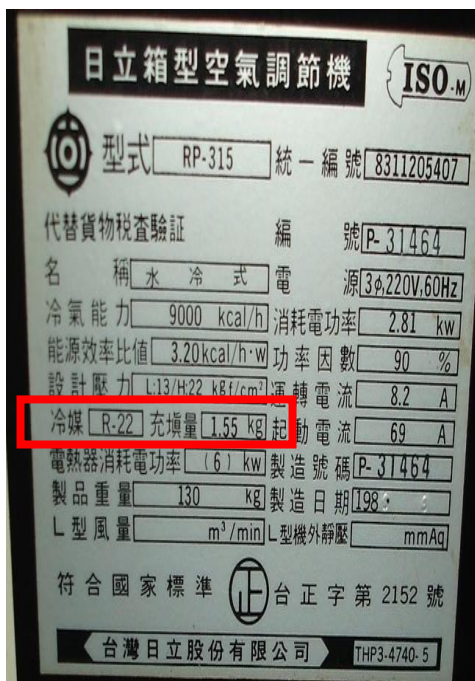 日立箱型空氣調節機 ISO-M
型式 RP-315 統一編號 8311205407
代替貨物稅查驗証 編號 P-31464
名稱 水冷式 電源 3ϕ,220V,60Hz
冷氣能力 9000 kcal/h 消耗電功率 2.81 kw
能源效率比值 3.20kcal/h·w 功率因數 90 %
設計壓力 L:13/H:22 kgf/cm² 運轉電流 8.2 A
冷媒 R-22 充塡量 1.55 kg 起動電流 69 A
電熱器消耗電功率 (6) kw 製造號碼 P-31464
製品重量 130 kg 製造日期 198
L型風量 m³/min L型機外靜壓 mmAq
符合國家標準 正 台正字第 2152 號
台灣日立股份有限公司 THP3-4740-5